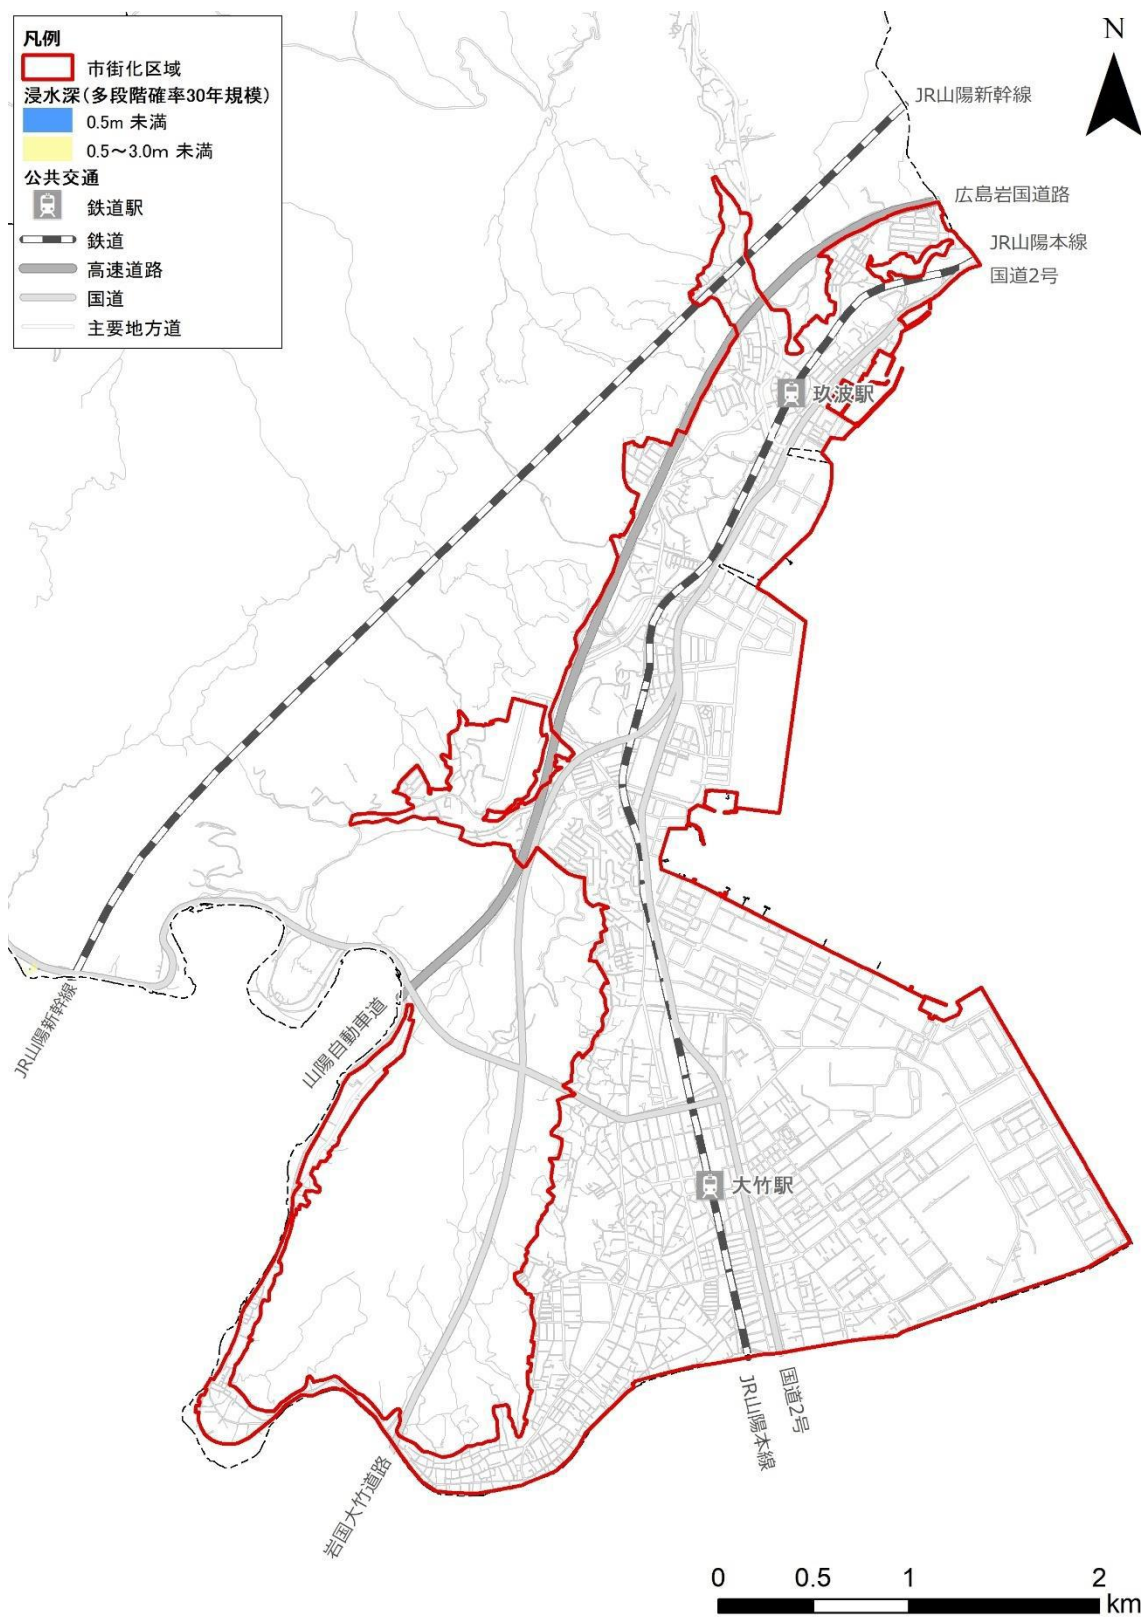 凡例
市街化区域
浸水深(多段階確率30年規模)
0.5m 未満
0.5～3.0m 未満
公共交通
鉄道駅
鉄道
高速道路
国道
主要地方道
N
JR山陽新幹線
広島岩国道路
JR山陽本線
国道2号
玖波駅
JR山陽新幹線
山陽自動車道
大竹駅
国道2号
JR山陽本線
岩国大竹道路
0 0.5 1 2
km